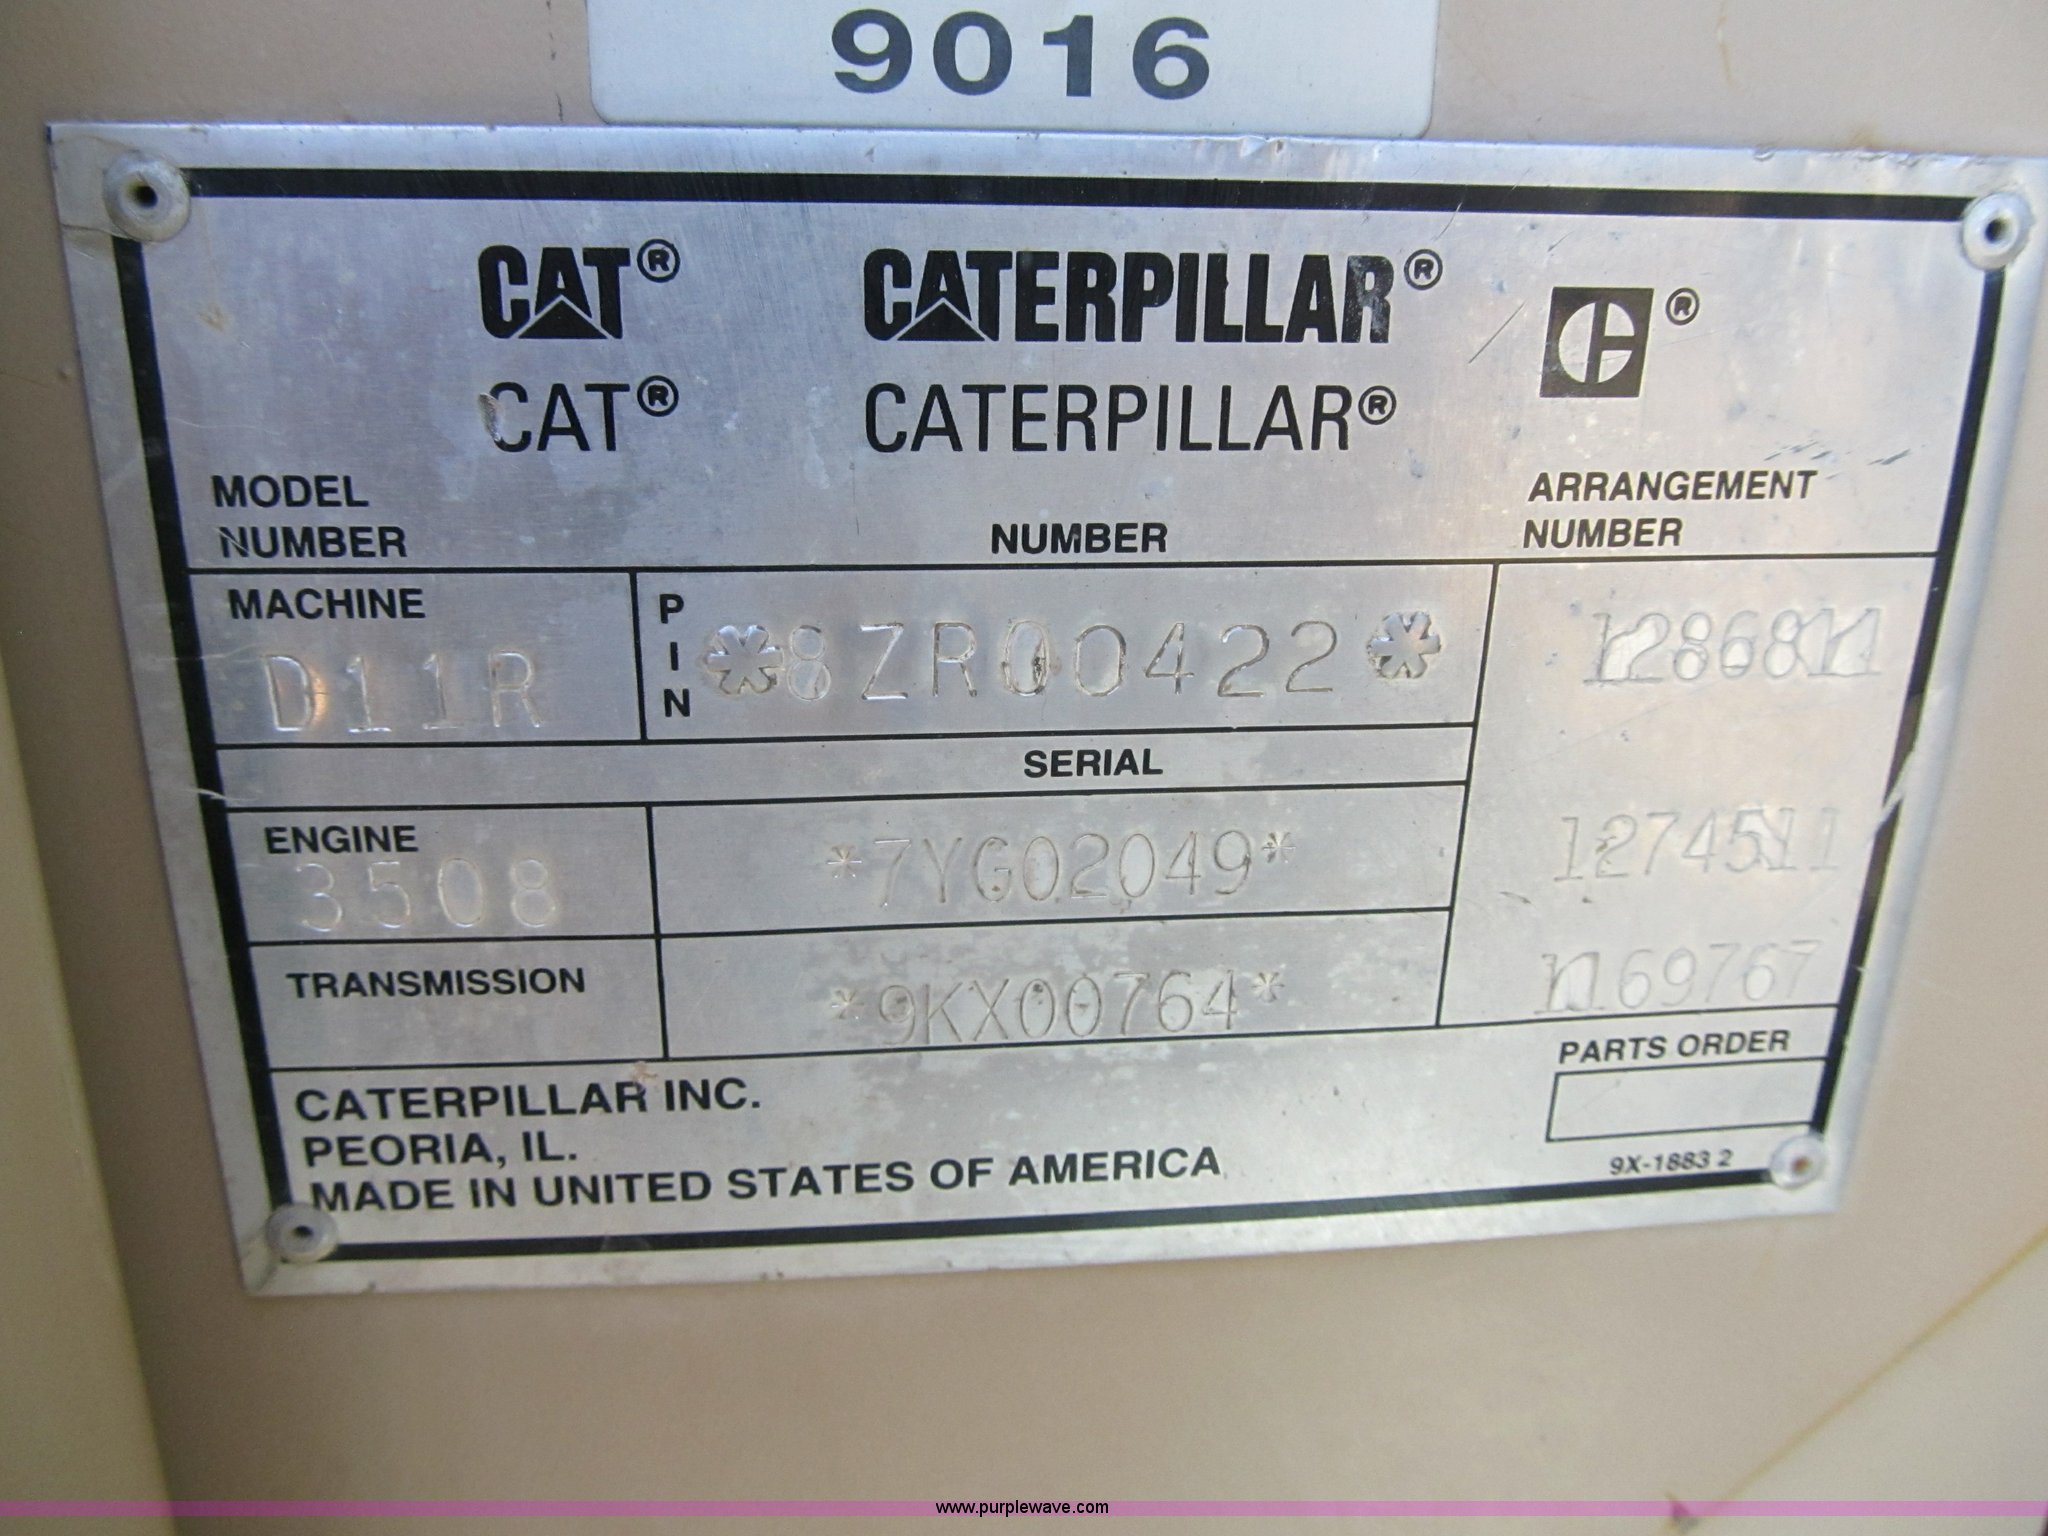 9016
CAT® CATERPILLAR® ®
CAT® CATERPILLAR®
MODEL NUMBER
NUMBER
ARRANGEMENT NUMBER
MACHINE
D11R
PIN
*8ZR00422*
SERIAL
ENGINE
3508
*7YG02049*
1274511
TRANSMISSION
*9KX00764*
1169767
PARTS ORDER
CATERPILLAR INC.
PEORIA, IL.
MADE IN UNITED STATES OF AMERICA
9X-1883 2
www.purplewave.com